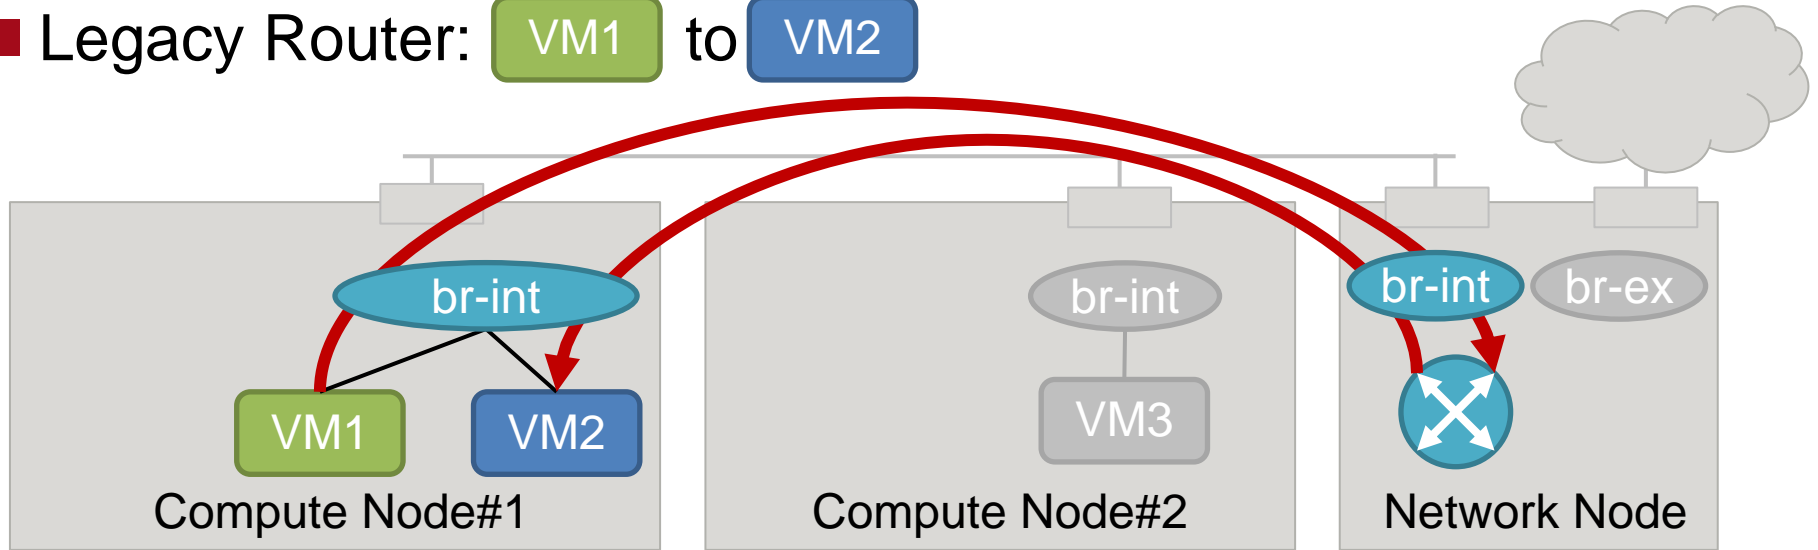 Legacy Router: VM1 to VM2
br-int
br-int
br-int
br-ex
VM1
VM2
VM3
Compute Node#1
Compute Node#2
Network Node